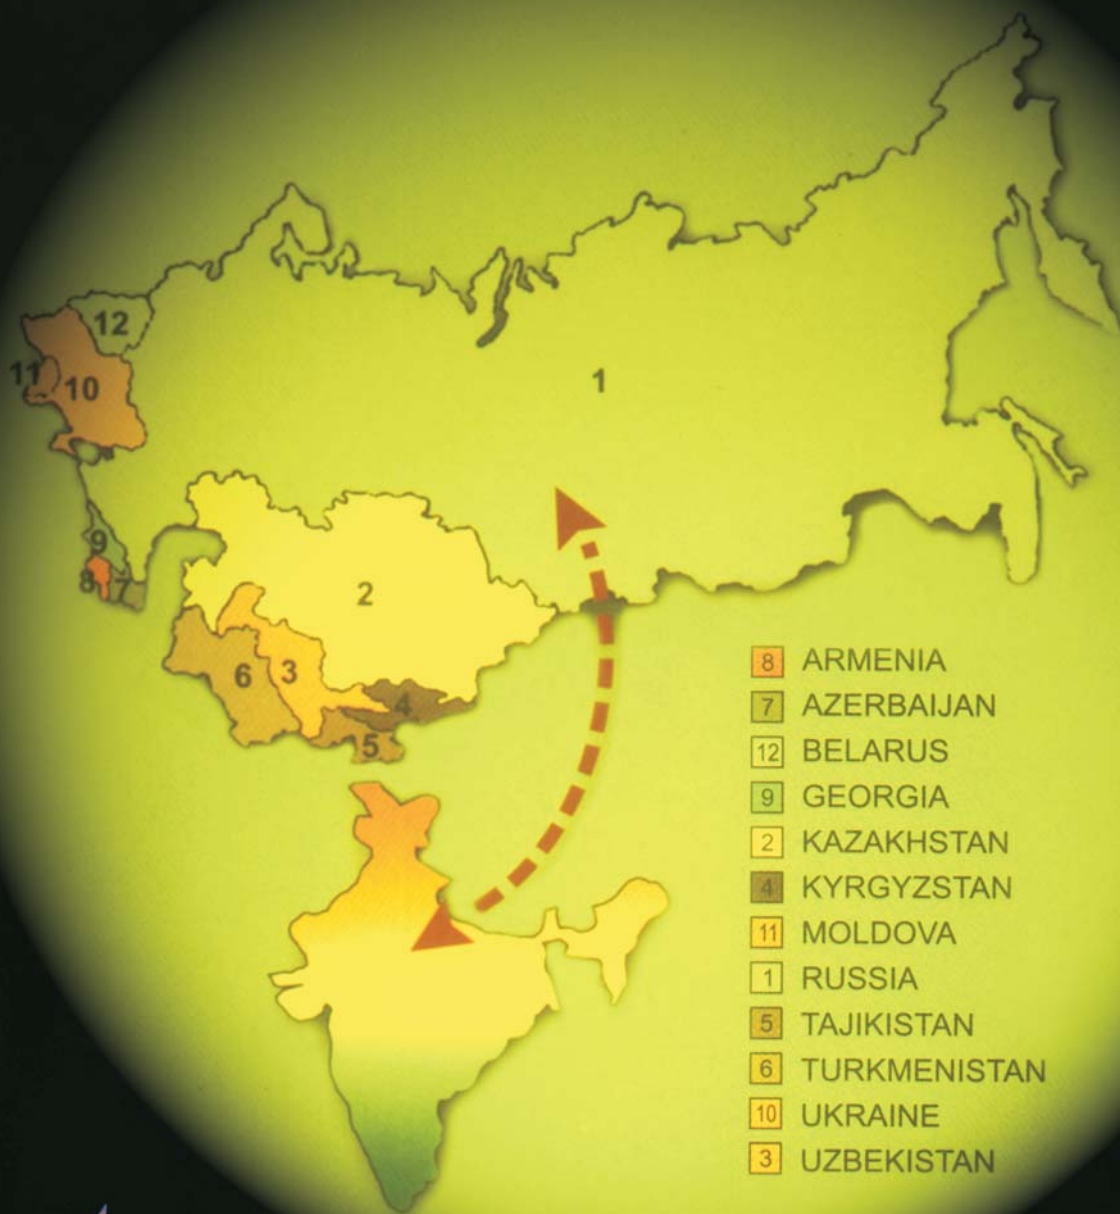 12
11
10
1
9
8
7
2
6
3
4
5
8 ARMENIA
7 AZERBAIJAN
12 BELARUS
9 GEORGIA
2 KAZAKHSTAN
4 KYRGYZSTAN
11 MOLDOVA
1 RUSSIA
5 TAJIKISTAN
6 TURKMENISTAN
10 UKRAINE
3 UZBEKISTAN